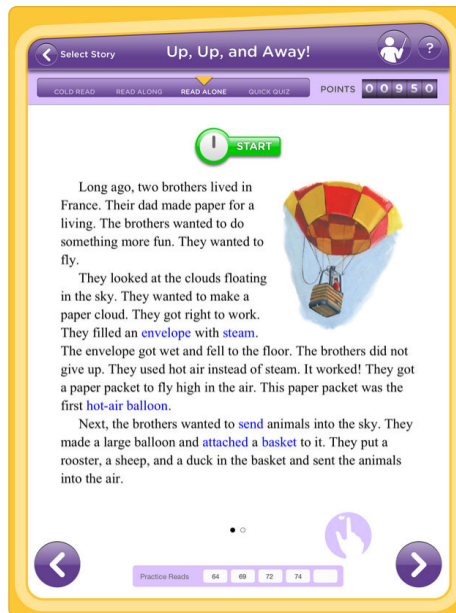 Select Story
Up, Up, and Away!
?
COLD READ
READ ALONG
READ ALONE
QUICK QUIZ
POINTS 00950
START
Long ago, two brothers lived in
France. Their dad made paper for a
living. The brothers wanted to do
something more fun. They wanted to
fly.
They looked at the clouds floating
in the sky. They wanted to make a
paper cloud. They got right to work.
They filled an envelope with steam.
The envelope got wet and fell to the floor. The brothers did not
give up. They used hot air instead of steam. It worked! They got
a paper packet to fly high in the air. This paper packet was the
first hot-air balloon.
Next, the brothers wanted to send animals into the sky. They
made a large balloon and attached a basket to it. They put a
rooster, a sheep, and a duck in the basket and sent the animals
into the air.
Practice Reads 64 69 72 74